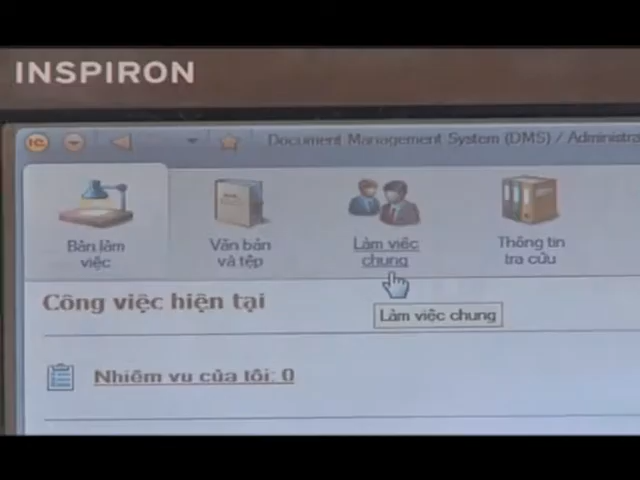 INSPIRON
Document Management System (DMS) / Administra
Bàn làm
việc
Văn bản
và tệp
Làm việc
chung
Thông tin
tra cứu
Công việc hiện tại
Làm việc chung
Nhiệm vụ của tôi: 0